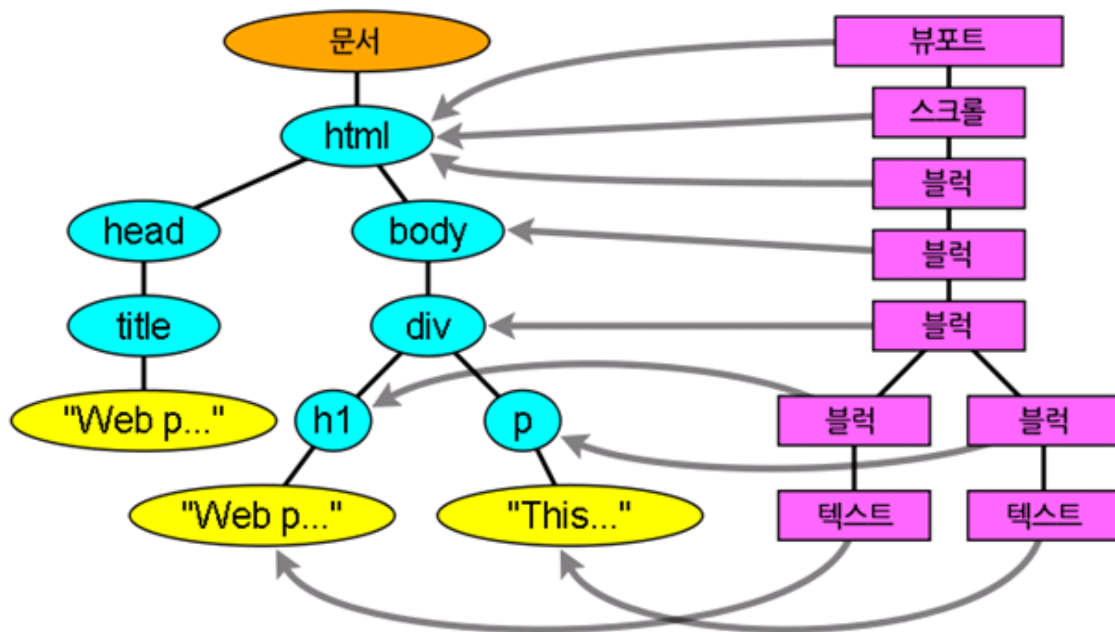 문서
뷰포트
html
스크롤
블럭
head
body
블럭
title
div
블럭
"Web p..."
h1
p
블럭
블럭
"Web p..."
"This..."
텍스트
텍스트